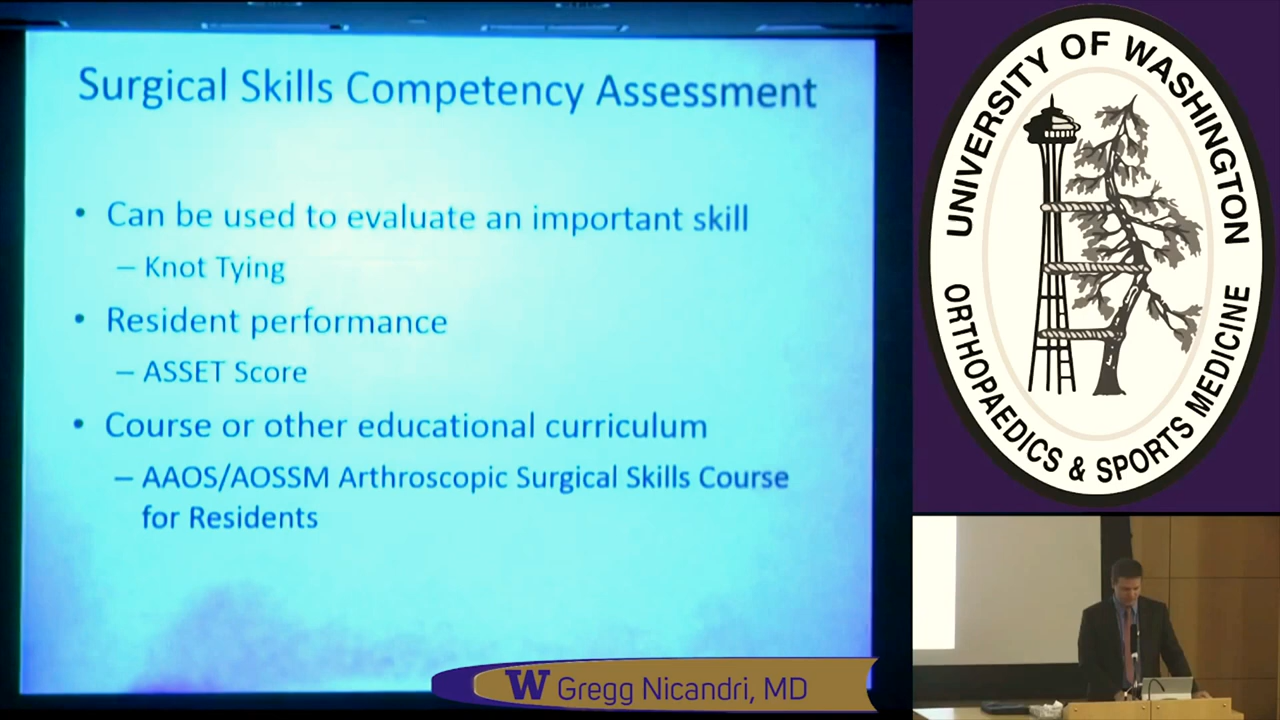 Surgical Skills Competency Assessment
• Can be used to evaluate an important skill
– Knot Tying
• Resident performance
– ASSET Score
• Course or other educational curriculum
– AAOS/AOSSM Arthroscopic Surgical Skills Course
for Residents
UNIVERSITY OF WASHINGTON
ORTHOPAEDICS & SPORTS MEDICINE
W Gregg Nicandri, MD